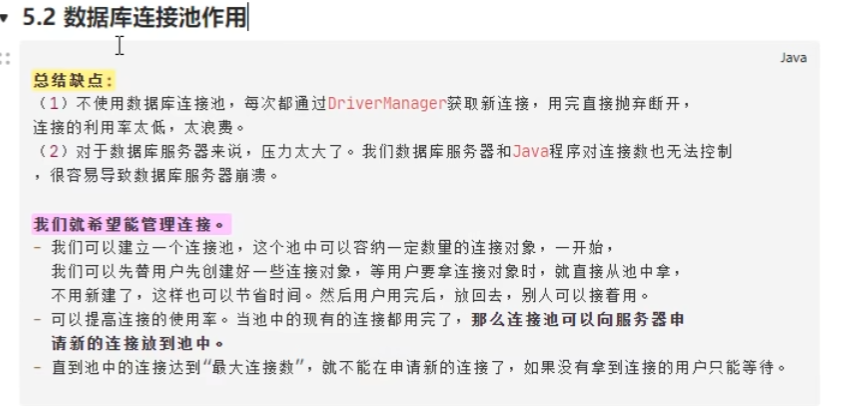 5.2 数据库连接池作用
Java
总结缺点：
（1）不使用数据库连接池，每次都通过DriverManager获取新连接，用完直接抛弃断开，
连接的利用率太低，太浪费。
（2）对于数据库服务器来说，压力太大了。我们数据库服务器和Java程序对连接数也无法控制
，很容易导致数据库服务器崩溃。
我们就希望能管理连接。
- 我们可以建立一个连接池，这个池中可以容纳一定数量的连接对象，一开始，
我们可以先替用户先创建好一些连接对象，等用户要拿连接对象时，就直接从池中拿，
不用新建了，这样也可以节省时间。然后用户用完后，放回去，别人可以接着用。
- 可以提高连接的使用率。当池中的现有的连接都用完了，那么连接池可以向服务器申
请新的连接放到池中。
- 直到池中的连接达到“最大连接数”，就不能在申请新的连接了，如果没有拿到连接的用户只能等待。